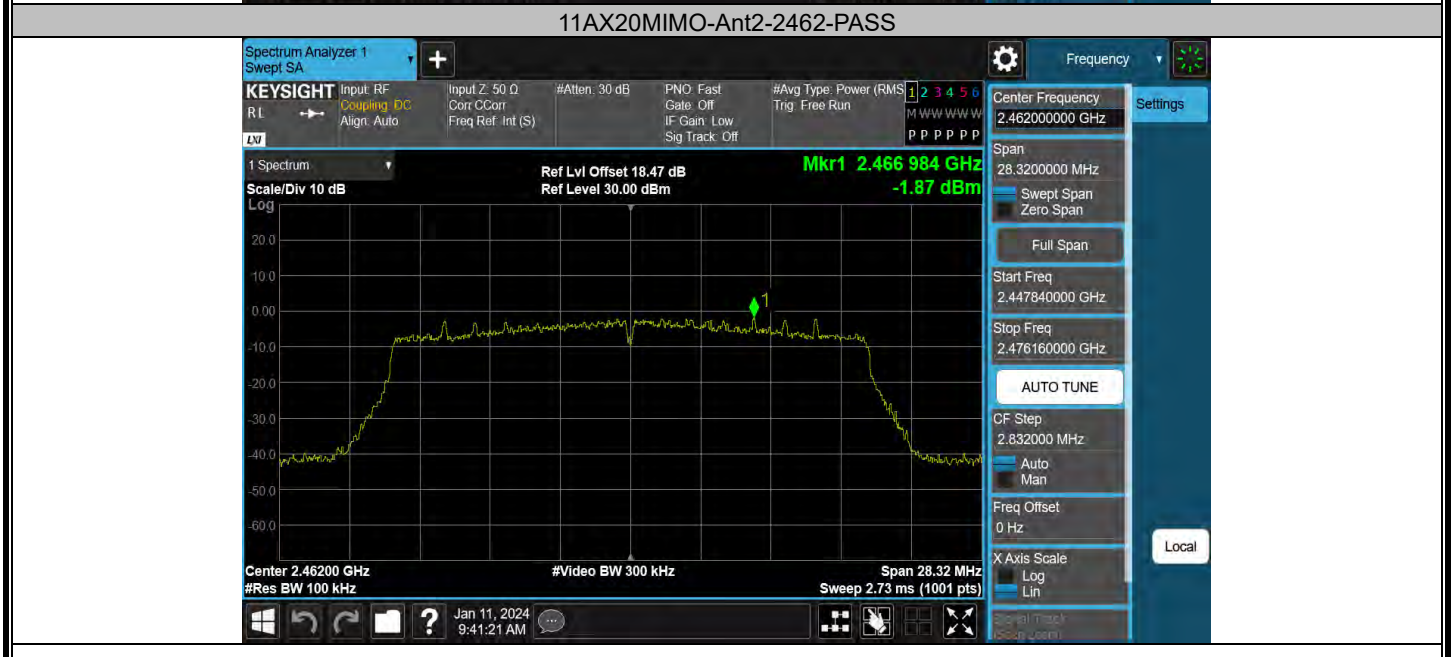 11AX20MIMO-Ant2-2462-PASS
Spectrum Analyzer 1
Swept SA
+
Frequency
KEYSIGHT
R L
LXI
Input: RF
Coupling: DC
Align: Auto
Input Z: 50 Ω
Corr CCorr
Freq Ref: Int (S)
#Atten: 30 dB
PNO: Fast
Gate: Off
IF Gain: Low
Sig Track: Off
#Avg Type: Power (RMS
Trig: Free Run
1 2 3 4 5 6
M W W W W W
P P P P P P
Center Frequency
2.462000000 GHz
Settings
1 Spectrum
Scale/Div 10 dB
Ref Lvl Offset 18.47 dB
Ref Level 30.00 dBm
Mkr1 2.466 984 GHz
-1.87 dBm
Log
20.0
10.0
0.00
-10.0
-20.0
-30.0
-40.0
-50.0
-60.0
1
Center 2.46200 GHz
#Res BW 100 kHz
#Video BW 300 kHz
Span 28.32 MHz
Sweep 2.73 ms (1001 pts)
Span
28.3200000 MHz
Swept Span
Zero Span
Full Span
Start Freq
2.447840000 GHz
Stop Freq
2.476160000 GHz
AUTO TUNE
CF Step
2.832000 MHz
Auto
Man
Freq Offset
0 Hz
X Axis Scale
Log
Lin
Signal Track
(Span Zoom)
Local
?
Jan 11, 2024
9:41:21 AM